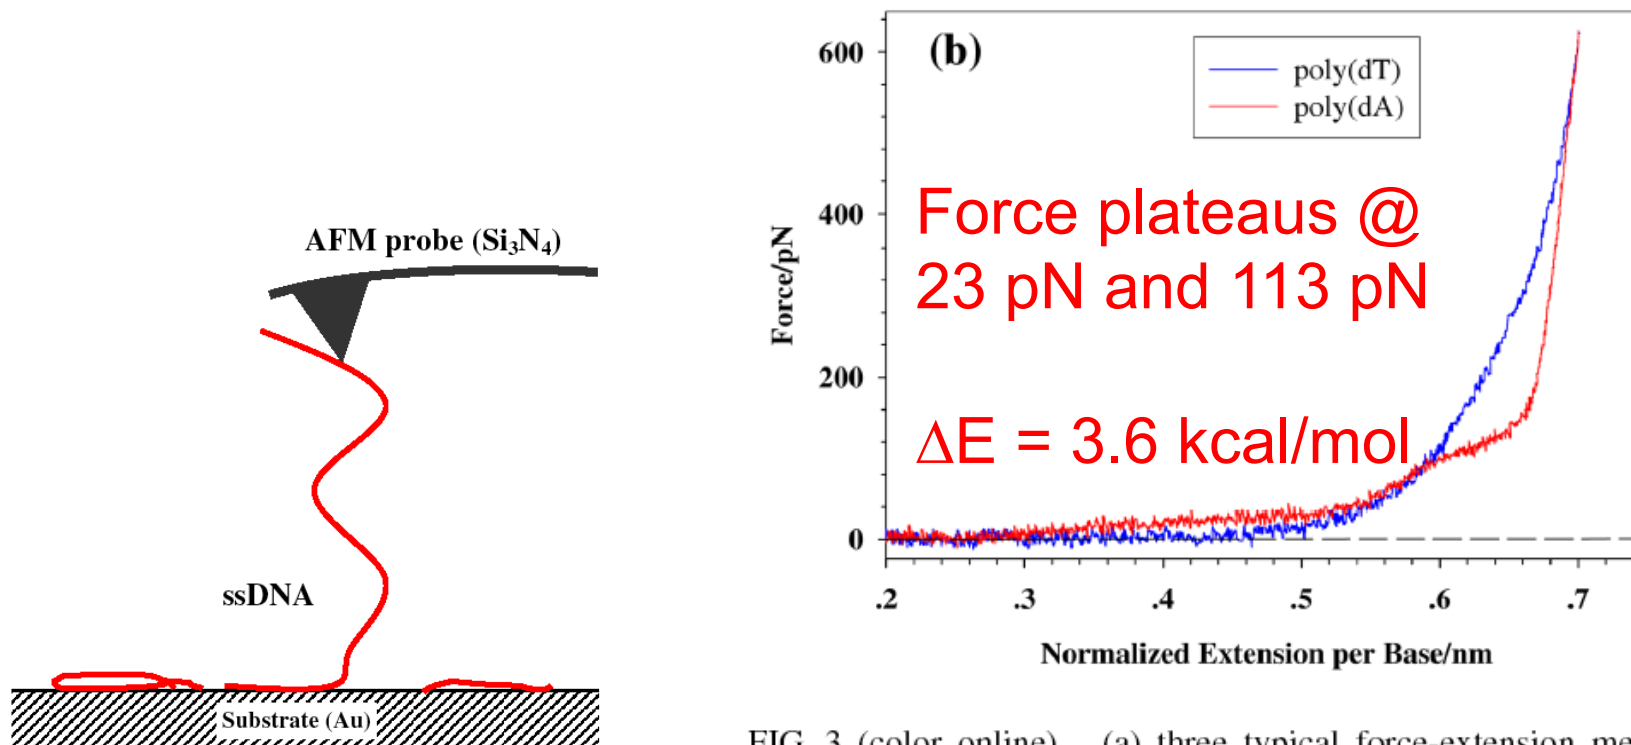 AFM probe (Si₃N₄)
ssDNA
Substrate (Au)
(b)
poly(dT)
poly(dA)
Force plateaus @
23 pN and 113 pN
ΔE = 3.6 kcal/mol
Force/pN
600
400
200
0
.2 .3 .4 .5 .6 .7
Normalized Extension per Base/nm
FIG. 3 (color online). (a) three typical force-extension me